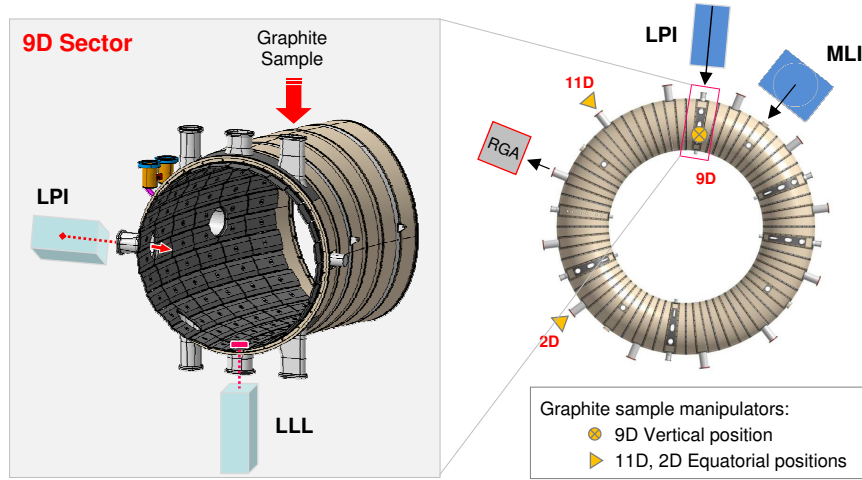 9D Sector
Graphite
Sample
LPI
LLL
LPI
MLI
11D
RGA
9D
2D
Graphite sample manipulators:
9D Vertical position
11D, 2D Equatorial positions